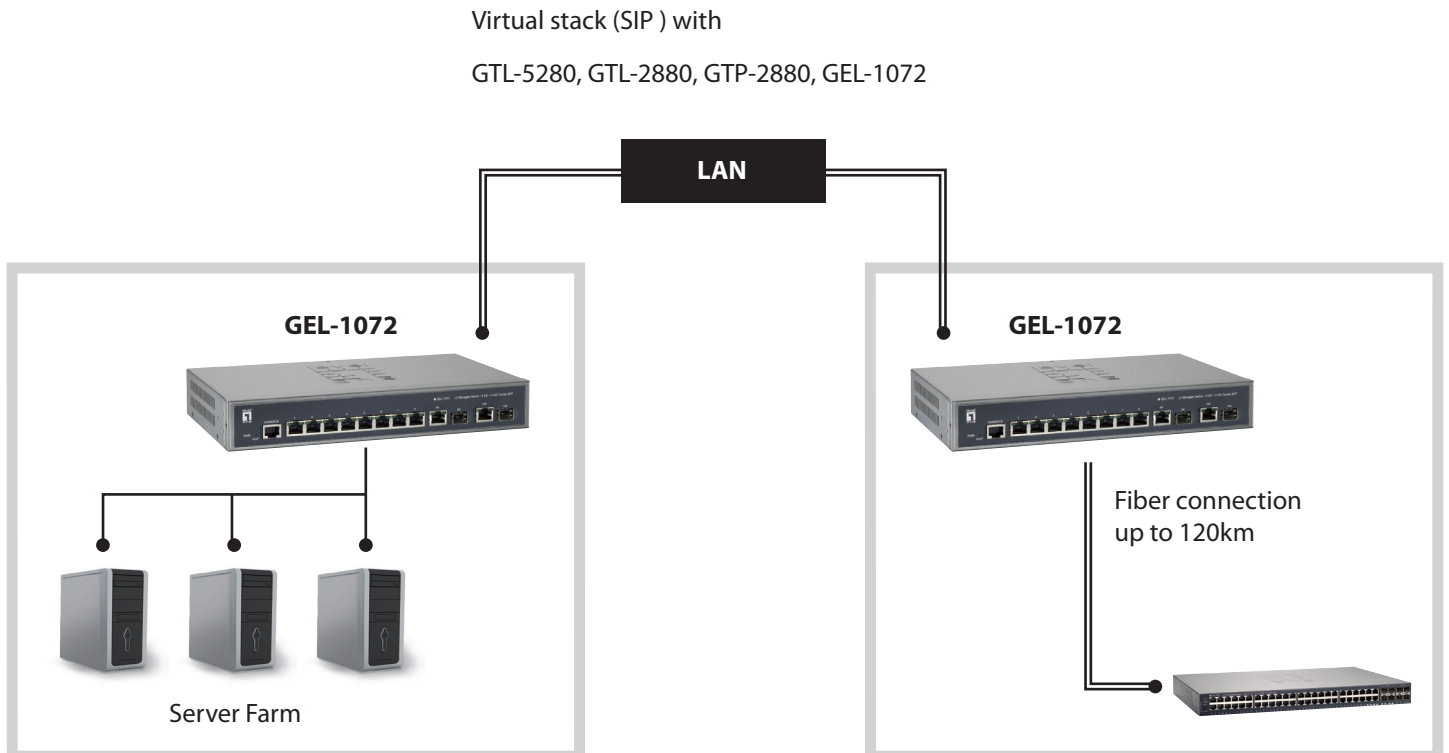 Virtual stack (SIP ) with
GTL-5280, GTL-2880, GTP-2880, GEL-1072
LAN
GEL-1072
GEL-1072
Fiber connection
up to 120km
Server Farm